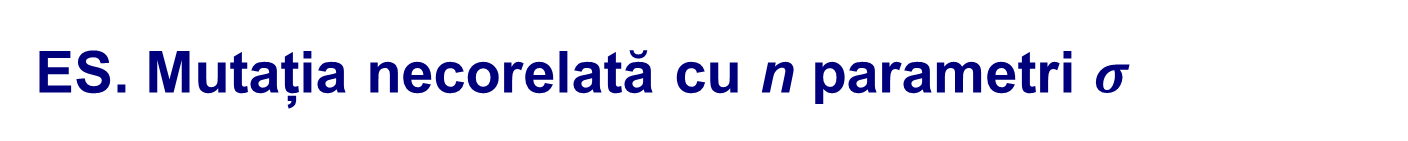 ES. Mutația necorelată cu n parametri σ